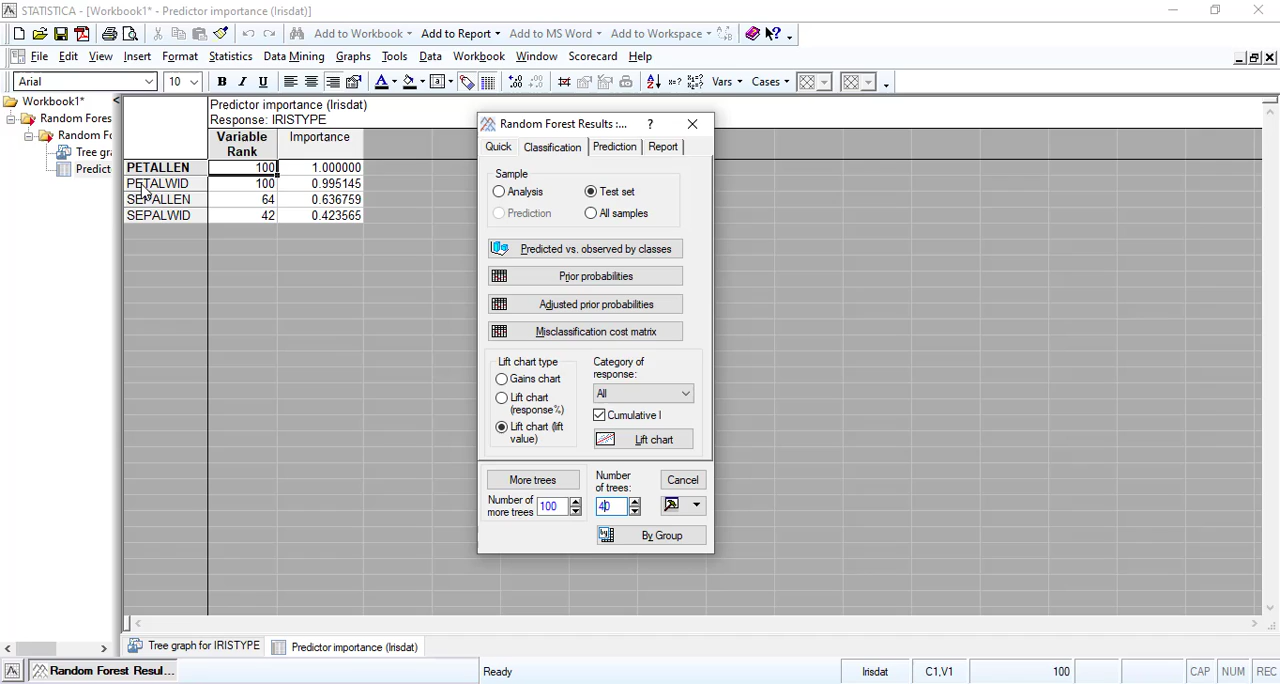 STATISTICA - [Workbook1* - Predictor importance (Irisdat)]
Add to Workbook Add to Report Add to MS Word Add to Workspace
File Edit View Insert Format Statistics Data Mining Graphs Tools Data Workbook Window Scorecard Help
Arial 10 B I U A Vars Cases
Workbook1*
Random Fores
Random Fo
Tree gra
Predict
Predictor importance (Irisdat)
Response: IRISTYPE
Variable Rank Importance
PETALLEN 100 1.000000
PETALWID 100 0.995145
SEPALLEN 64 0.636759
SEPALWID 42 0.423565
Random Forest Results :... ?
Quick Classification Prediction Report
Sample
Analysis Test set
Prediction All samples
Predicted vs. observed by classes
Prior probabilities
Adjusted prior probabilities
Misclassification cost matrix
Lift chart type
Gains chart
Lift chart (response%)
Lift chart (lift value)
Category of response:
All
Cumulative l
Lift chart
More trees
Number of more trees 100
Number of trees:
40
Cancel
By Group
Tree graph for IRISTYPE Predictor importance (Irisdat)
Random Forest Resul... Ready Irisdat C1,V1 100 CAP NUM REC